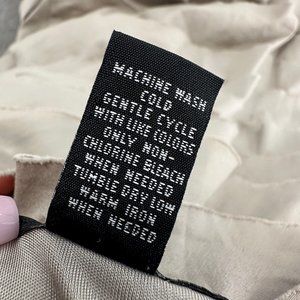 MACHINE WASH
COLD
GENTLE CYCLE
WITH LIKE COLORS
ONLY NON-
CHLORINE BLEACH
WHEN NEEDED
TUMBLE DRY LOW
WARM IRON
WHEN NEEDED